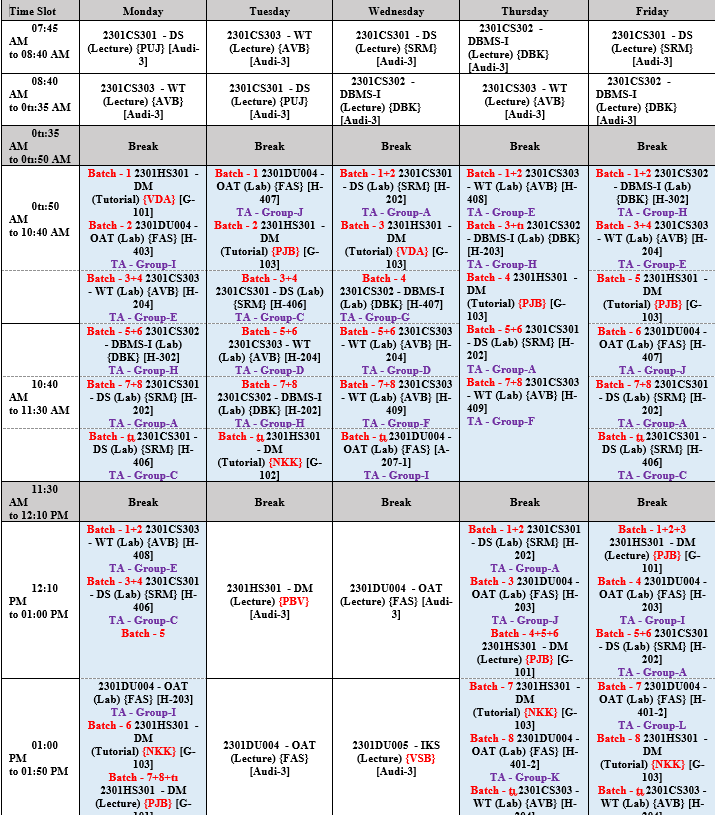 Time Slot
Monday
Tuesday
Wednesday
Thursday
Friday
07:45
AM
to 08:40 AM
2301CS301 - DS
(Lecture) {PUJ} [Audi-
3]
2301CS303 - WT
(Lecture) {AVB}
[Audi-3]
2301CS301 - DS
(Lecture) {SRM}
[Audi-3]
2301CS302 -
DBMS-I
(Lecture) {DBK}
[Audi-3]
2301CS301 - DS
(Lecture) {SRM}
[Audi-3]
08:40
AM
to 0tı:35 AM
2301CS303 - WT
(Lecture) {AVB}
[Audi-3]
2301CS301 - DS
(Lecture) {PUJ}
[Audi-3]
2301CS302 -
DBMS-I
(Lecture) {DBK}
[Audi-3]
2301CS303 - WT
(Lecture) {AVB}
[Audi-3]
2301CS302 -
DBMS-I
(Lecture) {DBK}
[Audi-3]
0tı:35
AM
to 0tı:50 AM
Break
Break
Break
Break
Break
0tı:50
AM
to 10:40 AM
10:40
AM
to 11:30 AM
Batch - 1 2301HS301 -
DM
(Tutorial) {VDA} [G-
101]
Batch - 2 2301DU004 -
OAT (Lab) {FAS} [H-
403]
TA - Group-I
Batch - 3+4 2301CS303
- WT (Lab) {AVB} [H-
204]
TA - Group-E
Batch - 5+6 2301CS302
- DBMS-I (Lab)
{DBK} [H-302]
TA - Group-H
Batch - 7+8 2301CS301
- DS (Lab) {SRM} [H-
202]
TA - Group-A
Batch - tı 2301CS301 -
DS (Lab) {SRM} [H-
406]
TA - Group-C
Batch - 1 2301DU004 -
OAT (Lab) {FAS} [H-
407]
TA - Group-J
Batch - 2 2301HS301 -
DM
(Tutorial) {PJB} [G-
103]
Batch - 3+4
2301CS301 - DS (Lab)
{SRM} [H-406]
TA - Group-C
Batch - 5+6
2301CS303 - WT
(Lab) {AVB} [H-204]
TA - Group-D
Batch - 7+8
2301CS302 - DBMS-I
(Lab) {DBK} [H-202]
TA - Group-H
Batch - tı 2301HS301
- DM
(Tutorial) {NKK} [G-
102]
Batch - 1+2 2301CS301
- DS (Lab) {SRM} [H-
202]
TA - Group-A
Batch - 3 2301HS301 -
DM
(Tutorial) {VDA} [G-
103]
Batch - 4
2301CS302 - DBMS-I
(Lab) {DBK} [H-407]
TA - Group-G
Batch - 5+6 2301CS303
- WT (Lab) {AVB} [H-
204]
TA - Group-D
Batch - 7+8 2301CS303
- WT (Lab) {AVB} [H-
409]
TA - Group-F
Batch - tı 2301DU004 -
OAT (Lab) {FAS} [A-
207-1]
TA - Group-I
Batch - 1+2 2301CS303
- WT (Lab) {AVB} [H-
408]
TA - Group-E
Batch - 3+tı 2301CS302
- DBMS-I (Lab) {DBK}
[H-203]
TA - Group-H
Batch - 4 2301HS301 -
DM
(Tutorial) {PJB} [G-
103]
Batch - 5+6 2301CS301
- DS (Lab) {SRM} [H-
202]
TA - Group-A
Batch - 7+8 2301CS303
- WT (Lab) {AVB} [H-
409]
TA - Group-F
Batch - 1+2 2301CS302
- DBMS-I (Lab)
{DBK} [H-302]
TA - Group-H
Batch - 3+4 2301CS303
- WT (Lab) {AVB} [H-
204]
TA - Group-E
Batch - 5 2301HS301 -
DM
(Tutorial) {PJB} [G-
103]
Batch - 6 2301DU004 -
OAT (Lab) {FAS} [H-
407]
TA - Group-J
Batch - 7+8 2301CS301
- DS (Lab) {SRM} [H-
202]
TA - Group-A
Batch - tı 2301CS301 -
DS (Lab) {SRM} [H-
406]
TA - Group-C
11:30
AM
to 12:10 PM
Break
Break
Break
Break
Break
12:10
PM
to 01:00 PM
Batch - 1+2 2301CS303
- WT (Lab) {AVB} [H-
408]
TA - Group-E
Batch - 3+4 2301CS301
- DS (Lab) {SRM} [H-
406]
TA - Group-C
Batch - 5
2301HS301 - DM
(Lecture) {PBV}
[Audi-3]
2301DU004 - OAT
(Lecture) {FAS} [Audi-
3]
Batch - 1+2 2301CS301
- DS (Lab) {SRM} [H-
202]
TA - Group-A
Batch - 3 2301DU004 -
OAT (Lab) {FAS} [H-
203]
TA - Group-J
Batch - 4+5+6
2301HS301 - DM
(Lecture) {PJB} [G-
101]
Batch - 1+2+3
2301HS301 - DM
(Lecture) {PJB} [G-
101]
Batch - 4 2301DU004 -
OAT (Lab) {FAS} [H-
203]
TA - Group-I
Batch - 5+6 2301CS301
- DS (Lab) {SRM} [H-
202]
TA - Group-A
01:00
PM
to 01:50 PM
2301DU004 - OAT
(Lab) {FAS} [H-203]
TA - Group-I
Batch - 6 2301HS301 -
DM
(Tutorial) {NKK} [G-
103]
Batch - 7+8+tı
2301HS301 - DM
(Lecture) {PJB} [G-
2301DU004 - OAT
(Lecture) {FAS}
[Audi-3]
2301DU005 - IKS
(Lecture) {VSB}
[Audi-3]
Batch - 7 2301HS301 -
DM
(Tutorial) {NKK} [G-
103]
Batch - 8 2301DU004 -
OAT (Lab) {FAS} [H-
401-2]
TA - Group-K
Batch - tı 2301CS303 -
WT (Lab) {AVB} [H-
Batch - 7 2301DU004 -
OAT (Lab) {FAS} [H-
401-2]
TA - Group-L
Batch - 8 2301HS301 -
DM
(Tutorial) {NKK} [G-
103]
Batch - tı 2301CS303 -
WT (Lab) {AVB} [H-